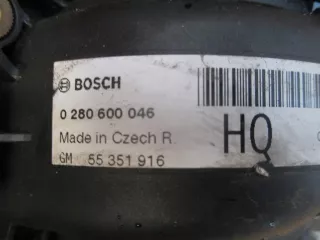 BOSCH
0 280 600 046
Made in Czech R.
HQ
GM 55 351 916